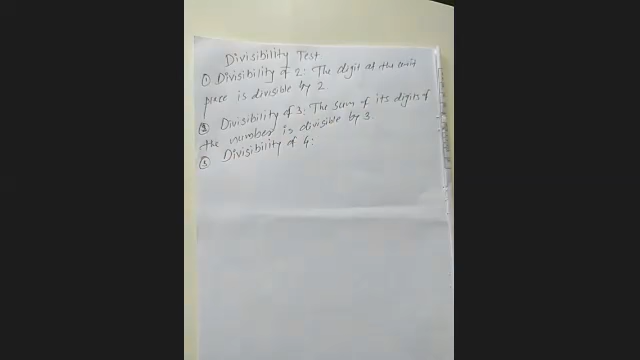 Divisibility Test
① Divisibility of 2: The digit at the unit
place is divisible by 2
② Divisibility of 3: The sum of its digits of
the number is divisible by 3.
③ Divisibility of 4: